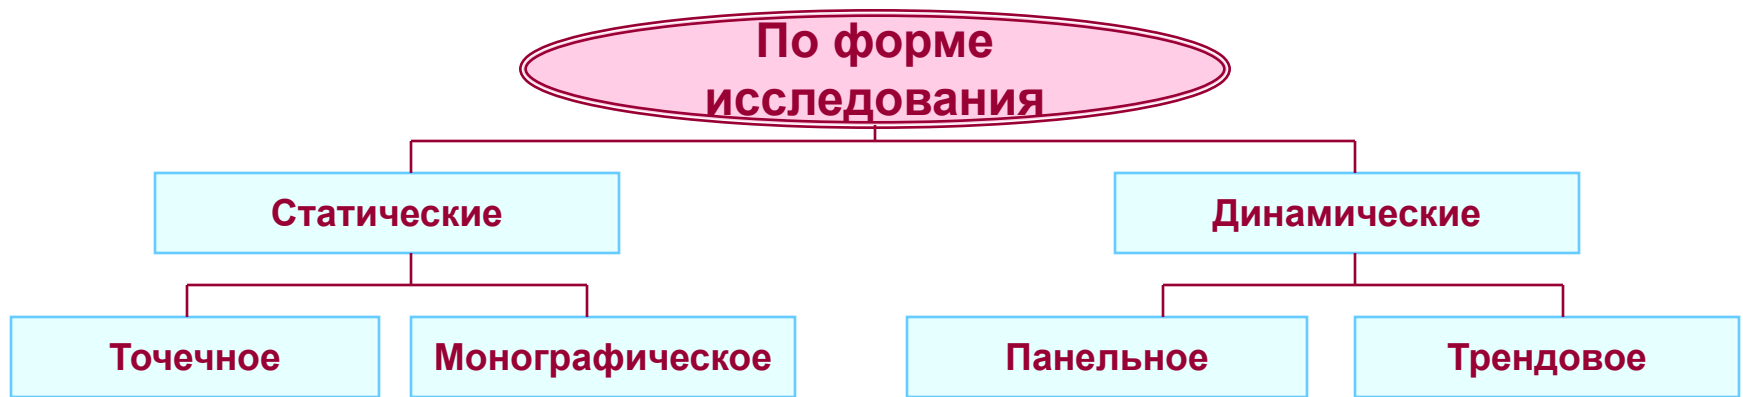 По форме
исследования
Статические
Динамические
Точечное
Монографическое
Панельное
Трендовое